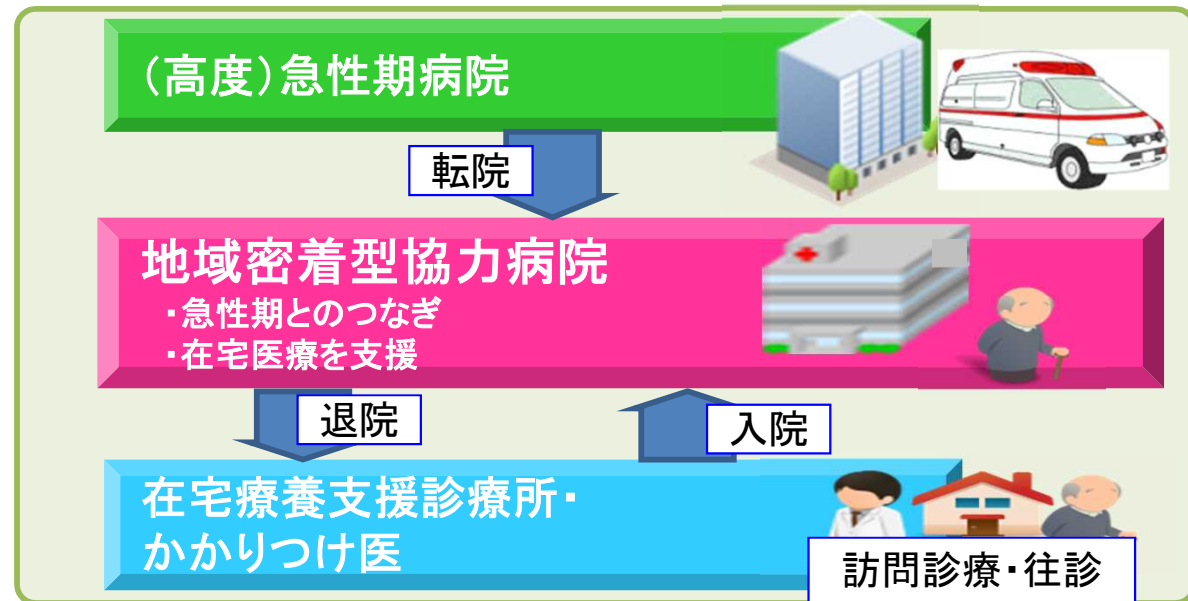 （高度）急性期病院
転院
地域密着型協力病院
・急性期とのつなぎ
・在宅医療を支援
退院
入院
在宅療養支援診療所・
かかりつけ医
訪問診療・往診